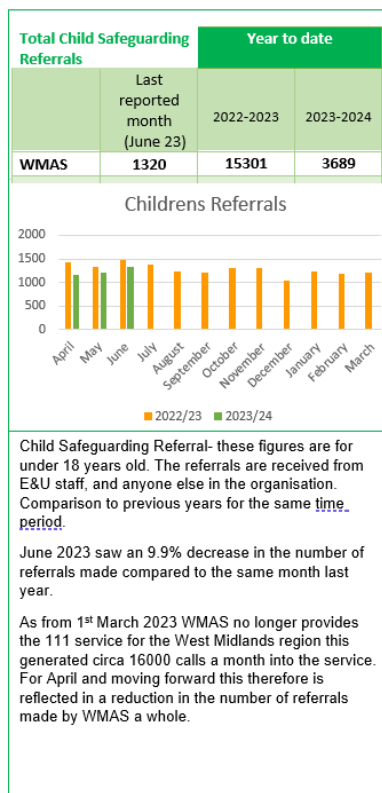 Total Child Safeguarding
Referrals
Year to date
Last
reported
month
(June 23)
2022-2023
2023-2024
WMAS
1320
15301
3689
Childrens Referrals
2000
1500
1000
500
0
April
May
June
July
August
September
October
November
December
January
February
March
2022/23
2023/24
Child Safeguarding Referral- these figures are for
under 18 years old. The referrals are received from
E&U staff, and anyone else in the organisation.
Comparison to previous years for the same time
period.
June 2023 saw an 9.9% decrease in the number of
referrals made compared to the same month last
year.
As from 1st March 2023 WMAS no longer provides
the 111 service for the West Midlands region this
generated circa 16000 calls a month into the service.
For April and moving forward this therefore is
reflected in a reduction in the number of referrals
made by WMAS a whole.